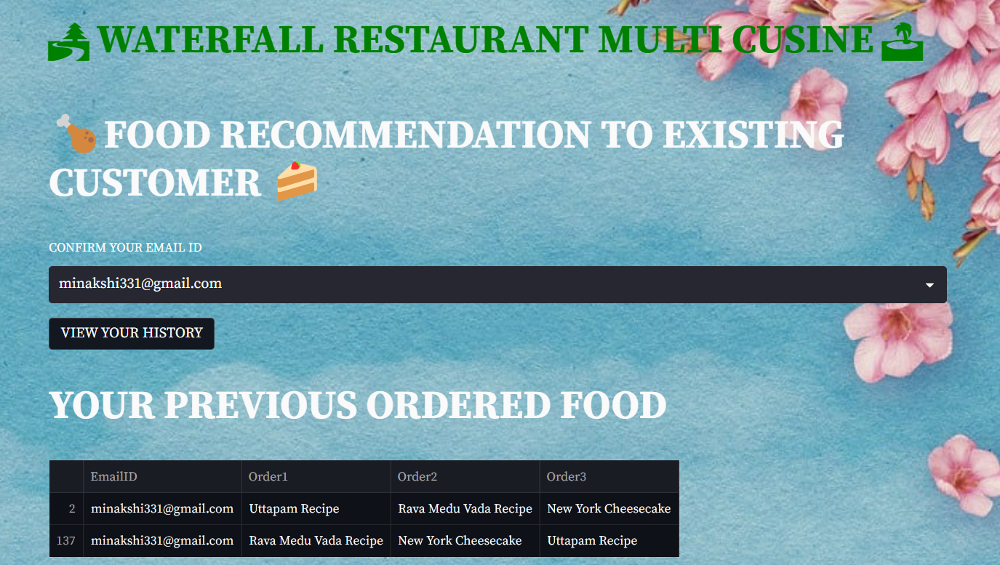 WATERFALL RESTAURANT MULTI CUSINE
FOOD RECOMMENDATION TO EXISTING
CUSTOMER
CONFIRM YOUR EMAIL ID
minakshi331@gmail.com
VIEW YOUR HISTORY
YOUR PREVIOUS ORDERED FOOD
EmailID Order1 Order2 Order3
2 minakshi331@gmail.com Uttapam Recipe Rava Medu Vada Recipe New York Cheesecake
137 minakshi331@gmail.com Rava Medu Vada Recipe New York Cheesecake Uttapam Recipe